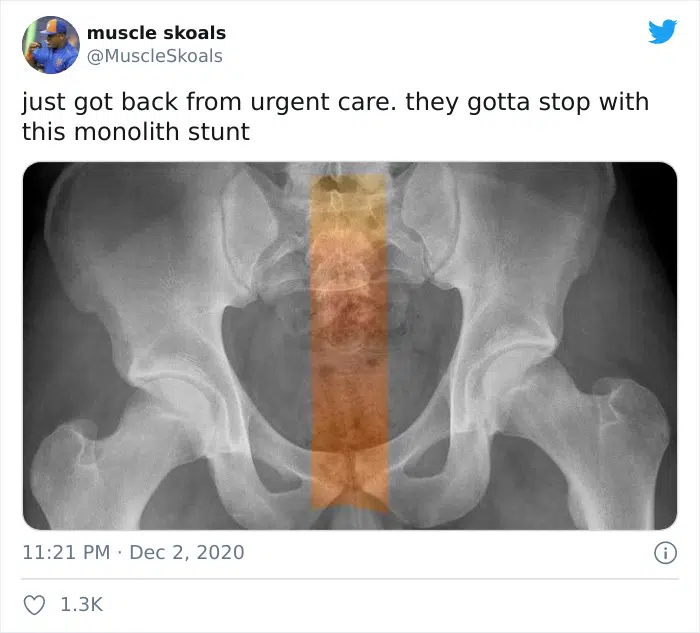 muscle skoals
@MuscleSkoals
just got back from urgent care. they gotta stop with
this monolith stunt
11:21 PM · Dec 2, 2020
1.3K